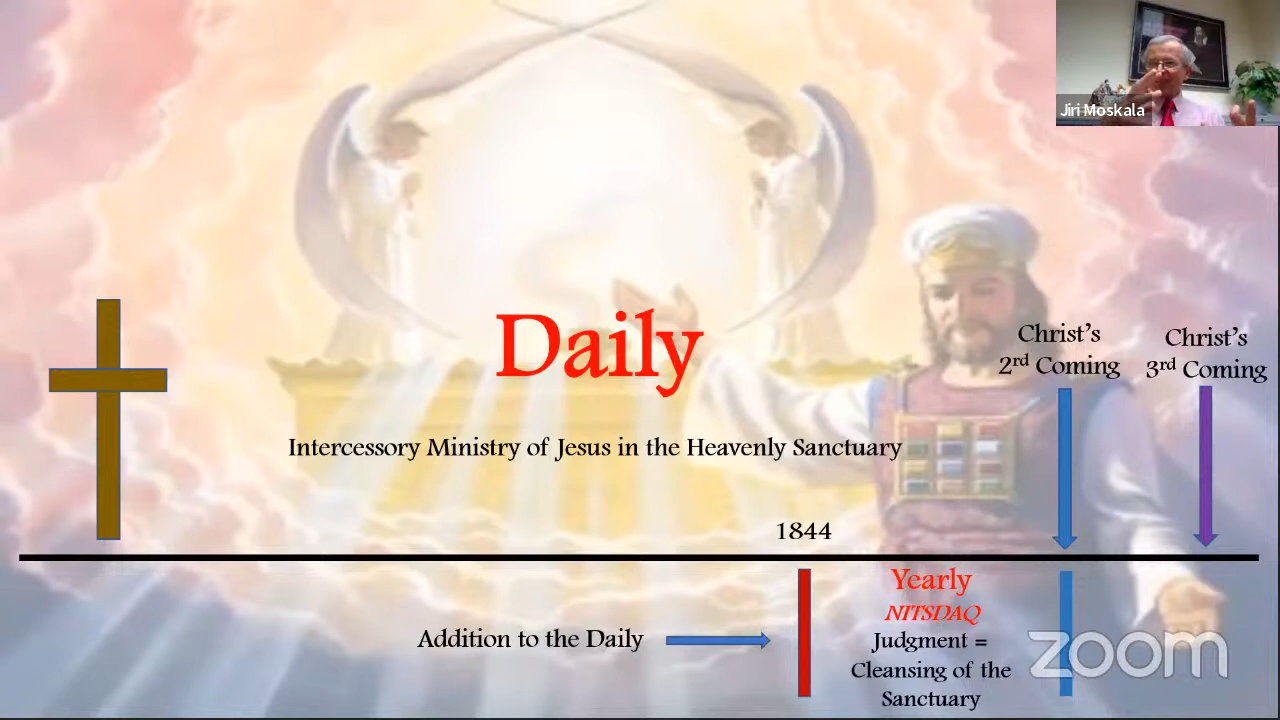 Jiri Moskala
Daily
Christ's
2rd Coming
Christ's
3rd Coming
Intercessory Ministry of Jesus in the Heavenly Sanctuary
1844
Yearly
NITSDAQ
Addition to the Daily
Judgment =
Cleansing of the
Sanctuary
zoom